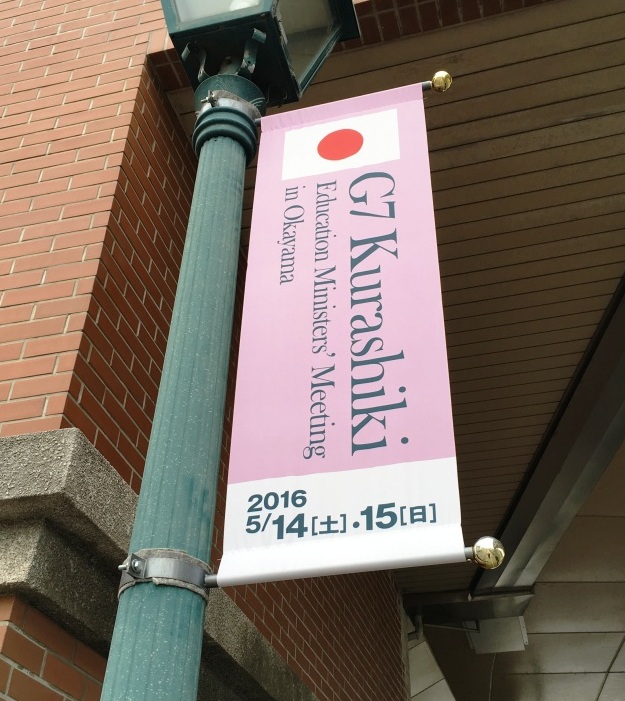 G7 Kurashiki
Education Ministers' Meeting
in Okayama
2016
5/14[土]・15[日]